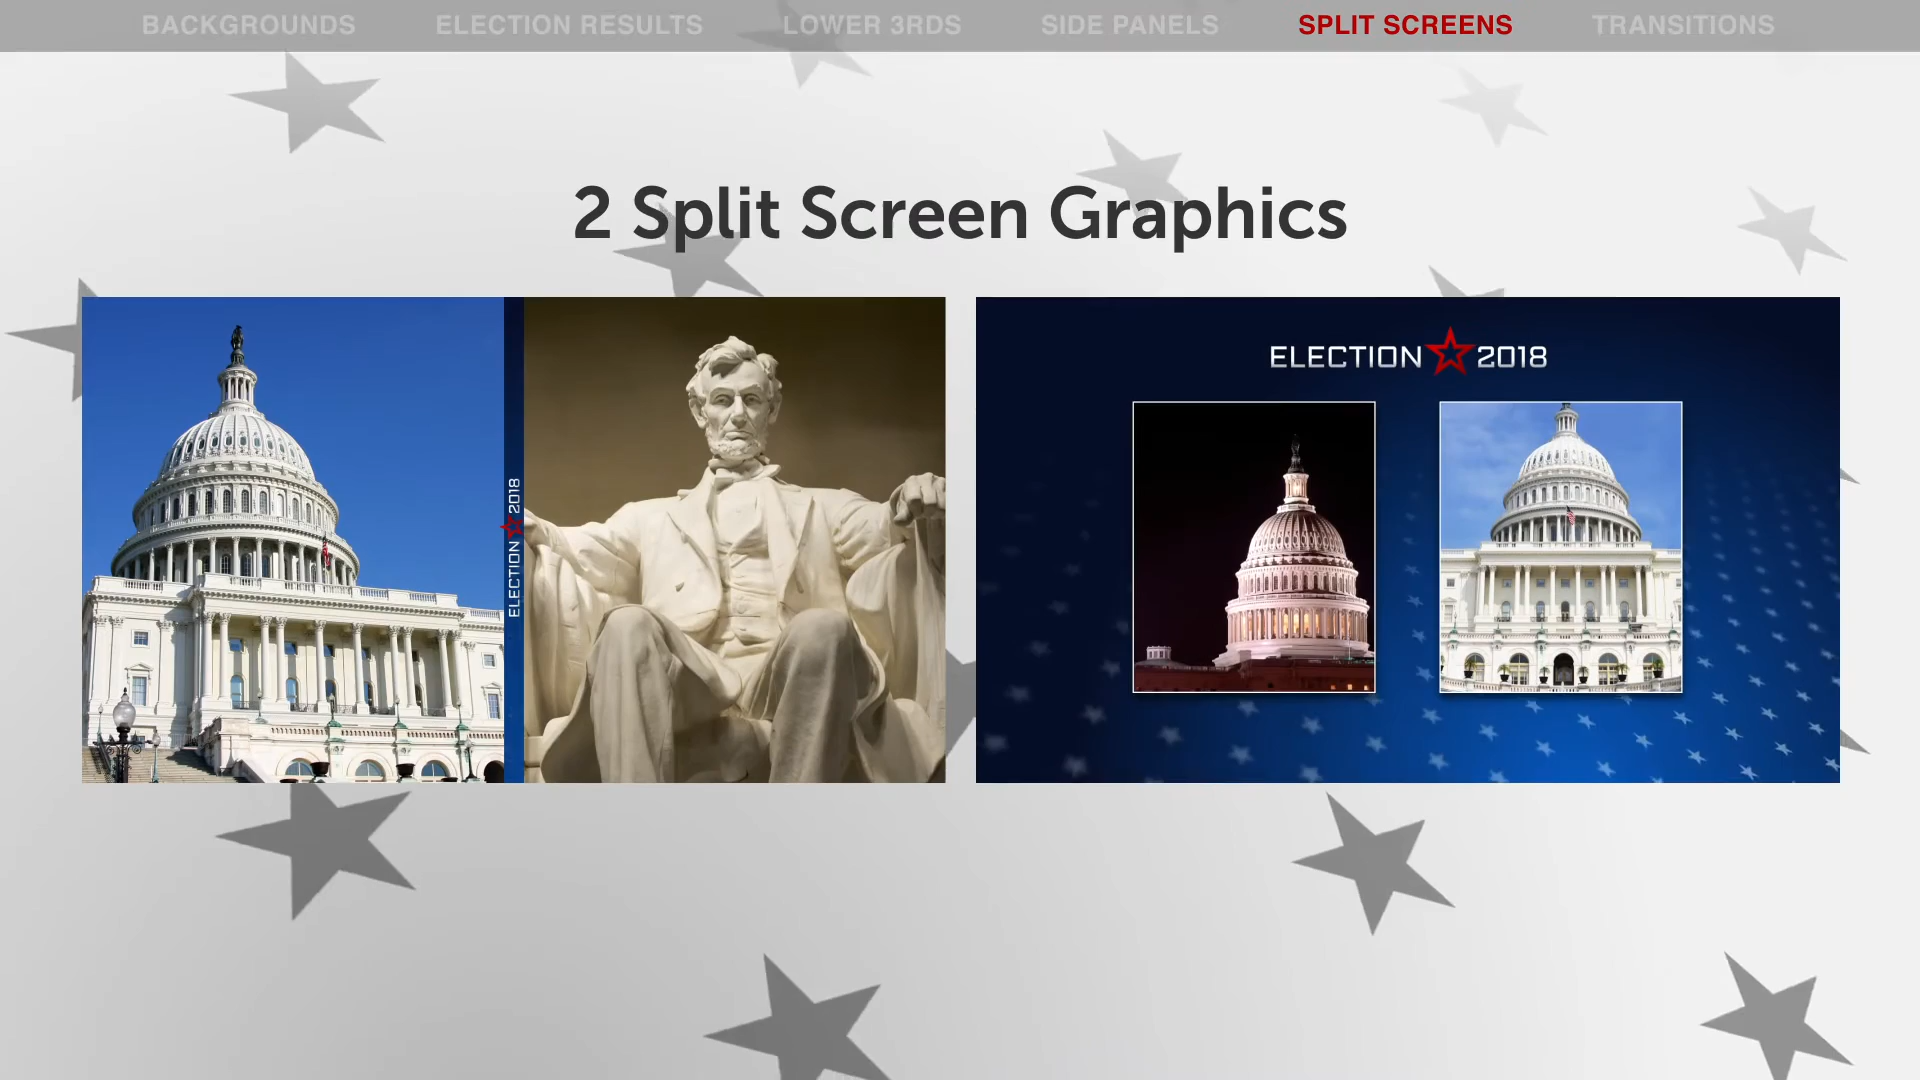 BACKGROUNDS ELECTION RESULTS LOWER 3RDS SIDE PANELS SPLIT SCREENS TRANSITIONS
2 Split Screen Graphics
ELECTION 2018
ELECTION 2018